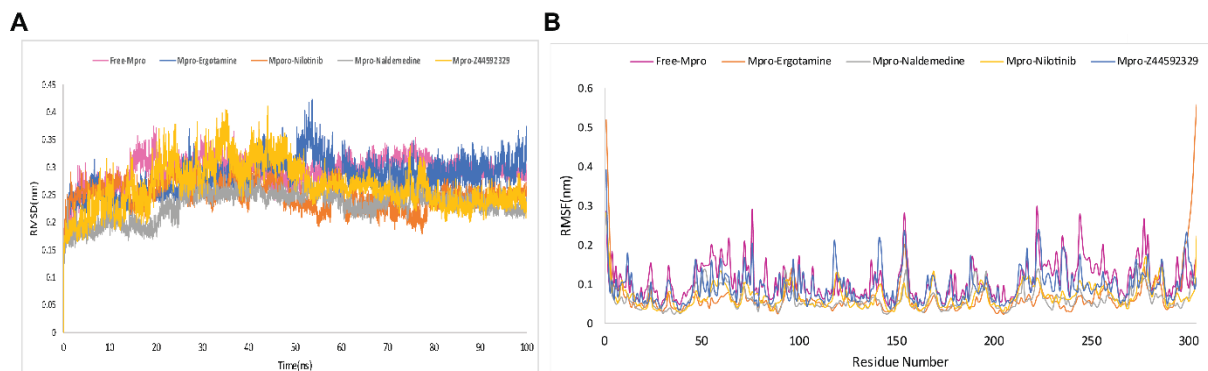 A
Free-Mpro Mpro-Ergotamine Mporo-Nilotinib Mpro-Naldemedine Mpro-Z44592329
0.45
0.4
0.35
0.3
0.25
0.2
0.15
0.1
0.05
0
RMSD(nm)
0 10 20 30 40 50 60 70 80 90 100
Time(ns)
B
Free-Mpro Mpro-Ergotamine Mpro-Naldemedine Mpro-Nilotinib Mpro-Z44592329
0.6
0.5
0.4
0.3
0.2
0.1
0
RMSF(nm)
0 50 100 150 200 250 300
Residue Number